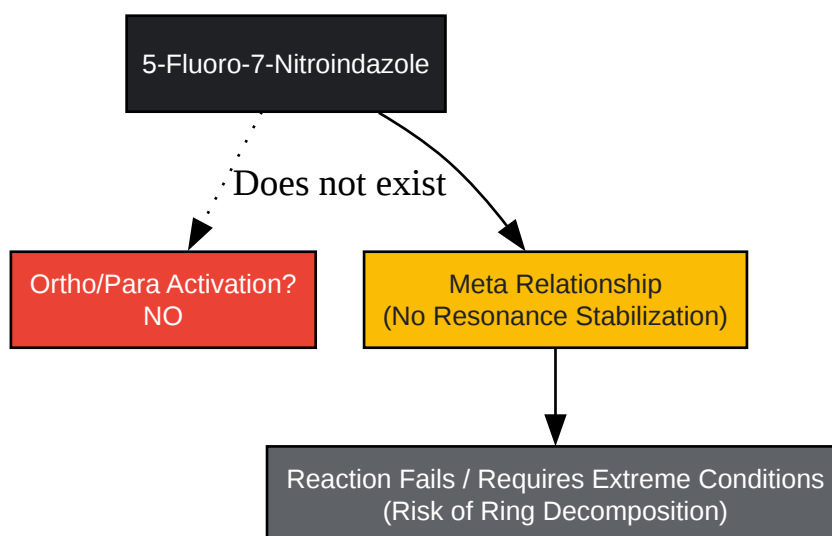 5-Fluoro-7-Nitroindazole
Does not exist
Ortho/Para Activation?
NO
Meta Relationship
(No Resonance Stabilization)
Reaction Fails / Requires Extreme Conditions
(Risk of Ring Decomposition)